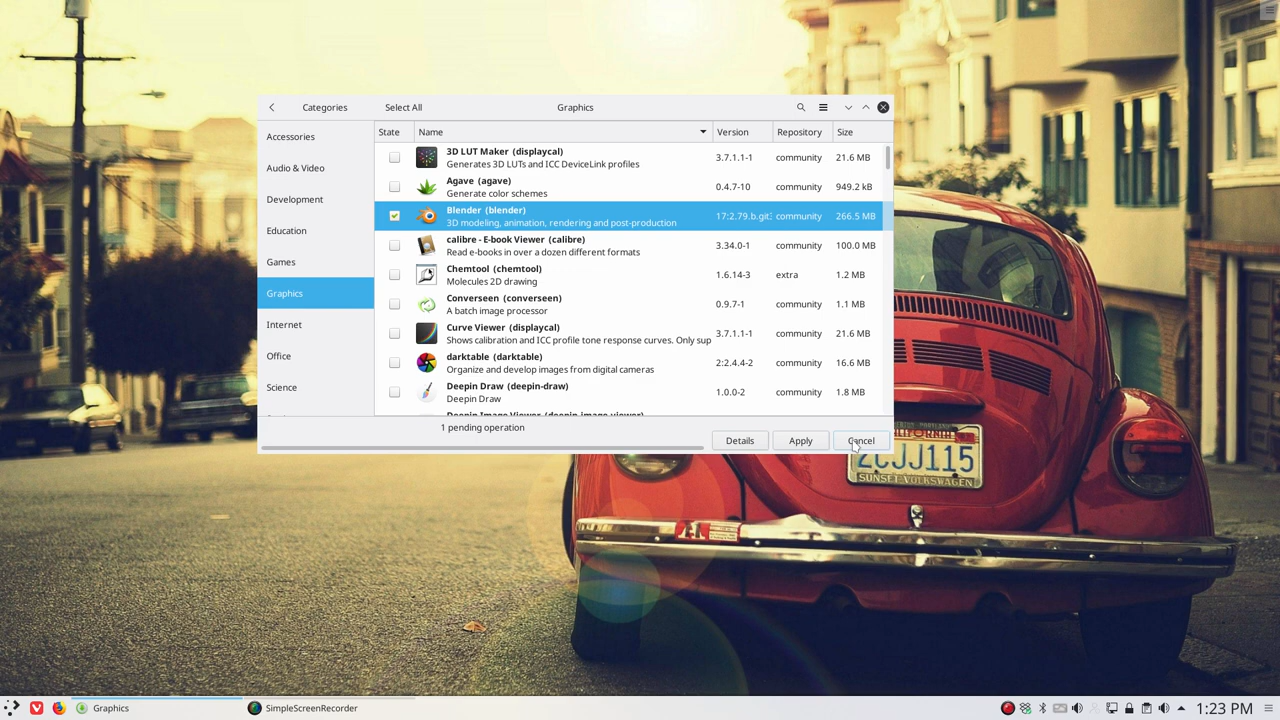 Categories
Select All
Graphics
Accessories
Audio & Video
Development
Education
Games
Graphics
Internet
Office
Science
State Name Version Repository Size
3D LUT Maker (displaycal)
Generates 3D LUTs and ICC DeviceLink profiles
3.7.1.1-1 community 21.6 MB
Agave (agave)
Generate color schemes
0.4.7-10 community 949.2 kB
Blender (blender)
3D modeling, animation, rendering and post-production
17:2.79.b.git community 266.5 MB
calibre - E-book Viewer (calibre)
Read e-books in over a dozen different formats
3.34.0-1 community 100.0 MB
Chemtool (chemtool)
Molecules 2D drawing
1.6.14-3 extra 1.2 MB
Converseen (converseen)
A batch image processor
0.9.7-1 community 1.1 MB
Curve Viewer (displaycal)
Shows calibration and ICC profile tone response curves. Only sup
3.7.1.1-1 community 21.6 MB
darktable (darktable)
Organize and develop images from digital cameras
2:2.4.4-2 community 16.6 MB
Deepin Draw (deepin-draw)
Deepin Draw
1.0.0-2 community 1.8 MB
Deepin Image Viewer (deepin-image-viewer)
1 pending operation
Details Apply Cancel
2CJJ115
SUNSET VOLKSWAGEN
Graphics
SimpleScreenRecorder
1:23 PM